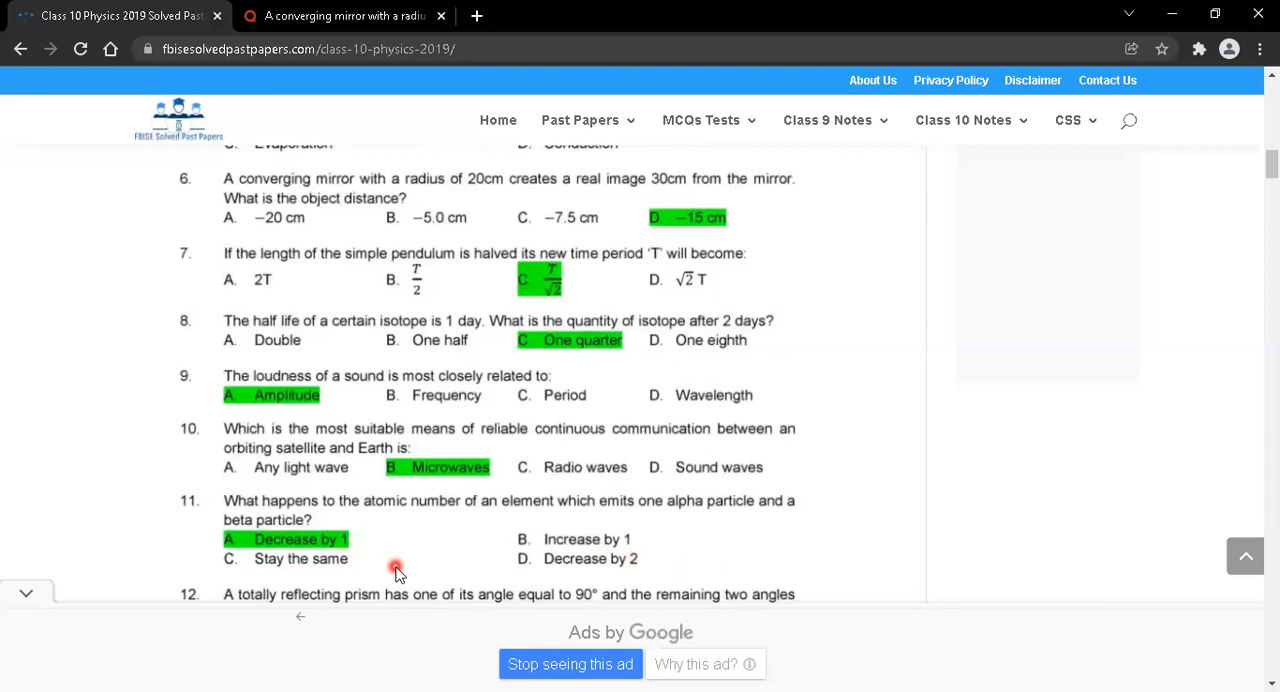 Class 10 Physics 2019 Solved Past
A converging mirror with a radiu
fbisesolvedpastpapers.com/class-10-physics-2019/
About Us Privacy Policy Disclaimer Contact Us
FBISE Solved Past Papers
Home Past Papers MCQs Tests Class 9 Notes Class 10 Notes CSS
C. Evaporation D. Conduction
6. A converging mirror with a radius of 20cm creates a real image 30cm from the mirror.
What is the object distance?
A. −20 cm B. −5.0 cm C. −7.5 cm D. −15 cm
7. If the length of the simple pendulum is halved its new time period ‘T’ will become:
A. 2T B. T/2 C. T/√2 D. √2 T
8. The half life of a certain isotope is 1 day. What is the quantity of isotope after 2 days?
A. Double B. One half C. One quarter D. One eighth
9. The loudness of a sound is most closely related to:
A. Amplitude B. Frequency C. Period D. Wavelength
10. Which is the most suitable means of reliable continuous communication between an
orbiting satellite and Earth is:
A. Any light wave B. Microwaves C. Radio waves D. Sound waves
11. What happens to the atomic number of an element which emits one alpha particle and a
beta particle?
A. Decrease by 1 B. Increase by 1
C. Stay the same D. Decrease by 2
12. A totally reflecting prism has one of its angle equal to 90° and the remaining two angles
Ads by Google
Stop seeing this ad Why this ad?